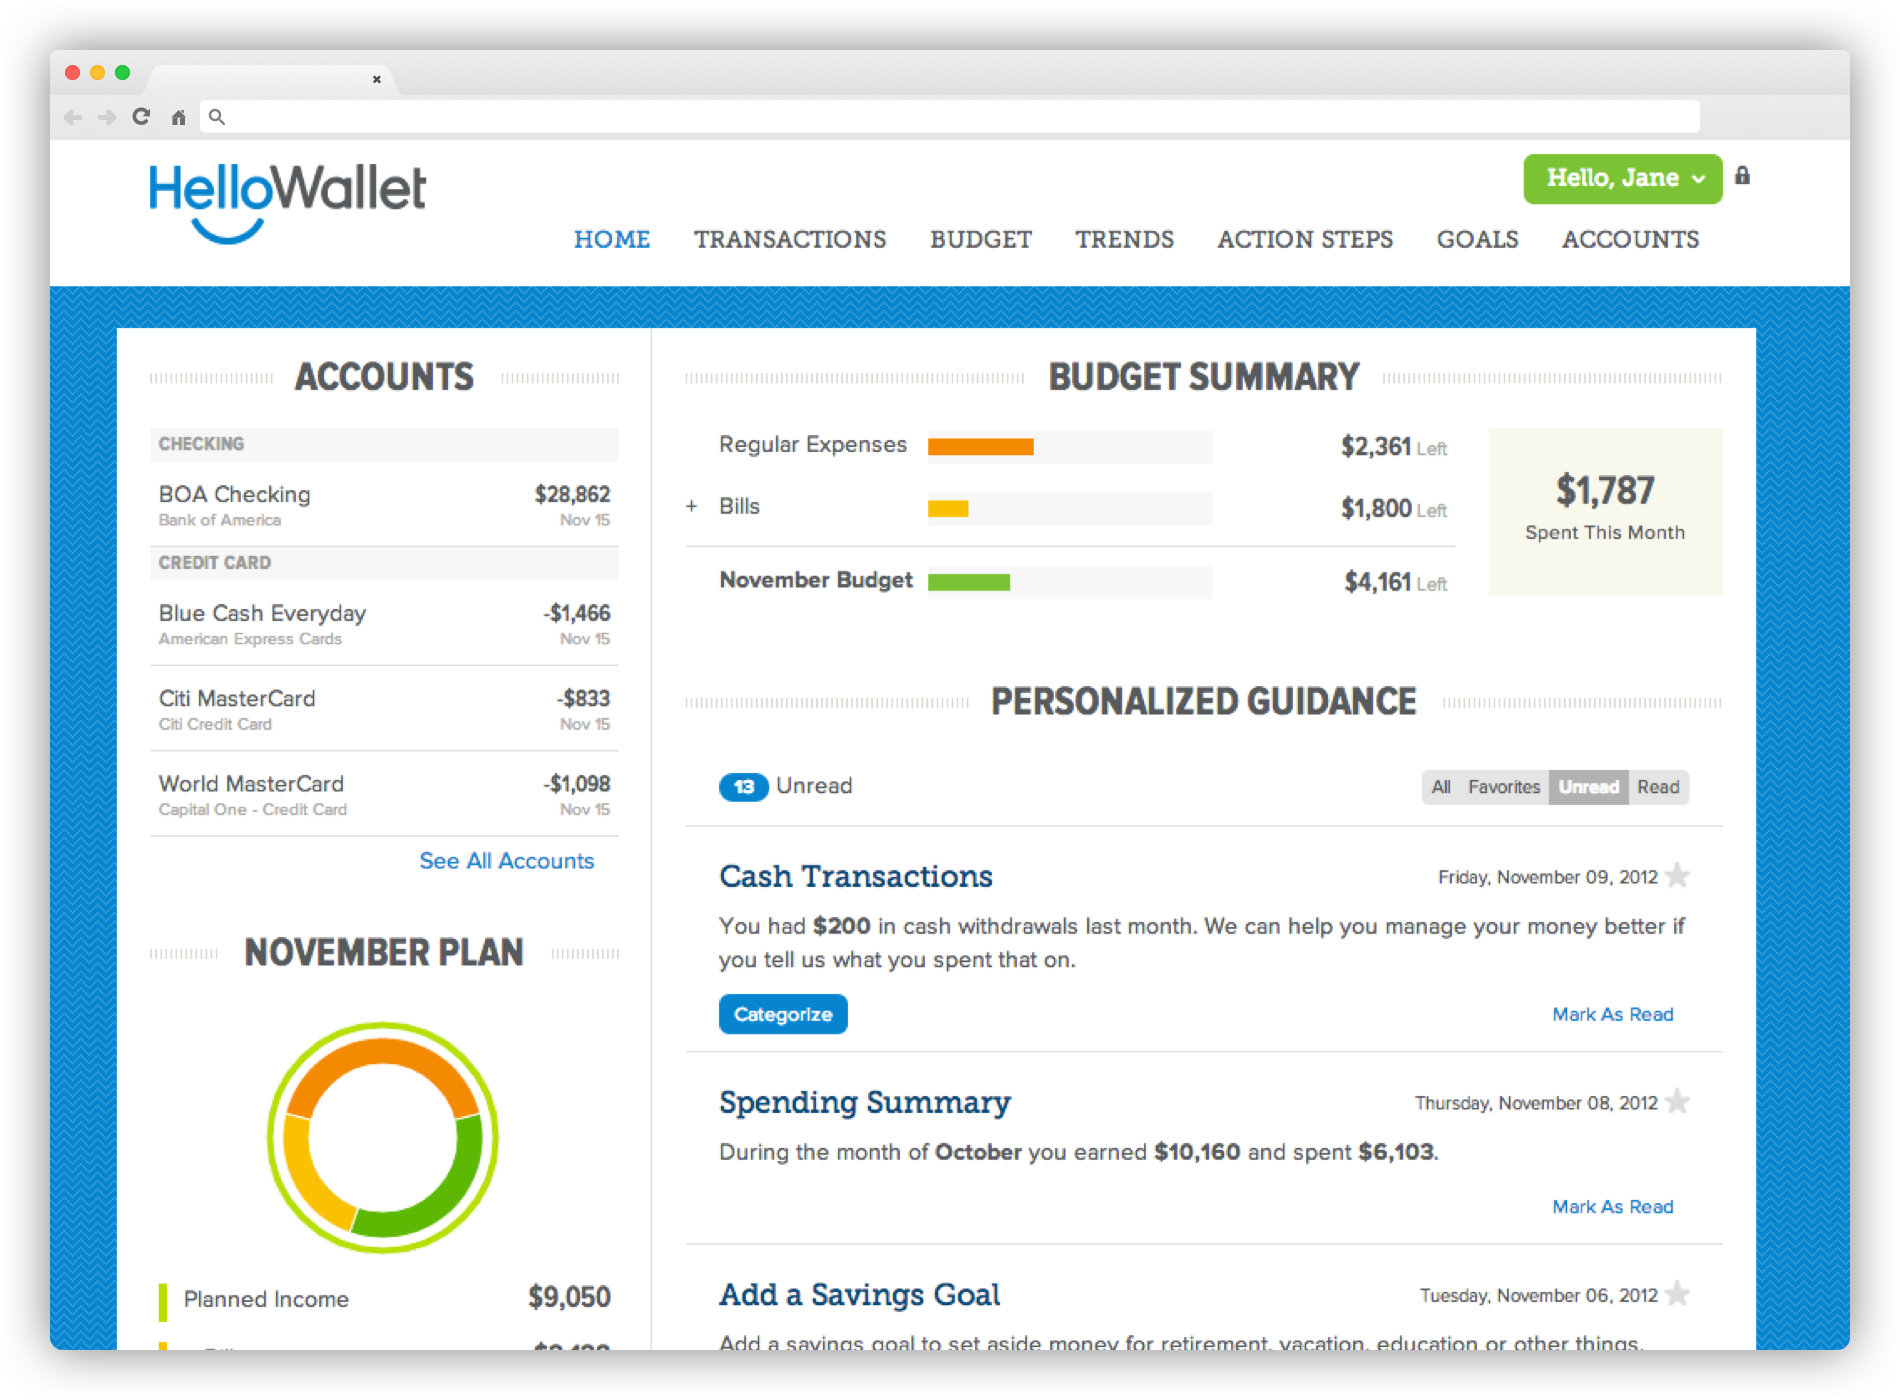 HelloWallet
Hello, Jane
HOME TRANSACTIONS BUDGET TRENDS ACTION STEPS GOALS ACCOUNTS
ACCOUNTS
CHECKING
BOA Checking $28,862
Bank of America Nov 15
CREDIT CARD
Blue Cash Everyday -$1,466
American Express Cards Nov 15
Citi MasterCard -$833
Citi Credit Card Nov 15
World MasterCard -$1,098
Capital One - Credit Card Nov 15
See All Accounts
NOVEMBER PLAN
Planned Income $9,050
BUDGET SUMMARY
Regular Expenses $2,361 Left
+ Bills $1,800 Left
November Budget $4,161 Left
$1,787
Spent This Month
PERSONALIZED GUIDANCE
13 Unread
All Favorites Unread Read
Cash Transactions Friday, November 09, 2012
You had $200 in cash withdrawals last month. We can help you manage your money better if
you tell us what you spent that on.
Categorize Mark As Read
Spending Summary Thursday, November 08, 2012
During the month of October you earned $10,160 and spent $6,103.
Mark As Read
Add a Savings Goal Tuesday, November 06, 2012
Add a savings goal to set aside money for retirement, vacation, education or other things.